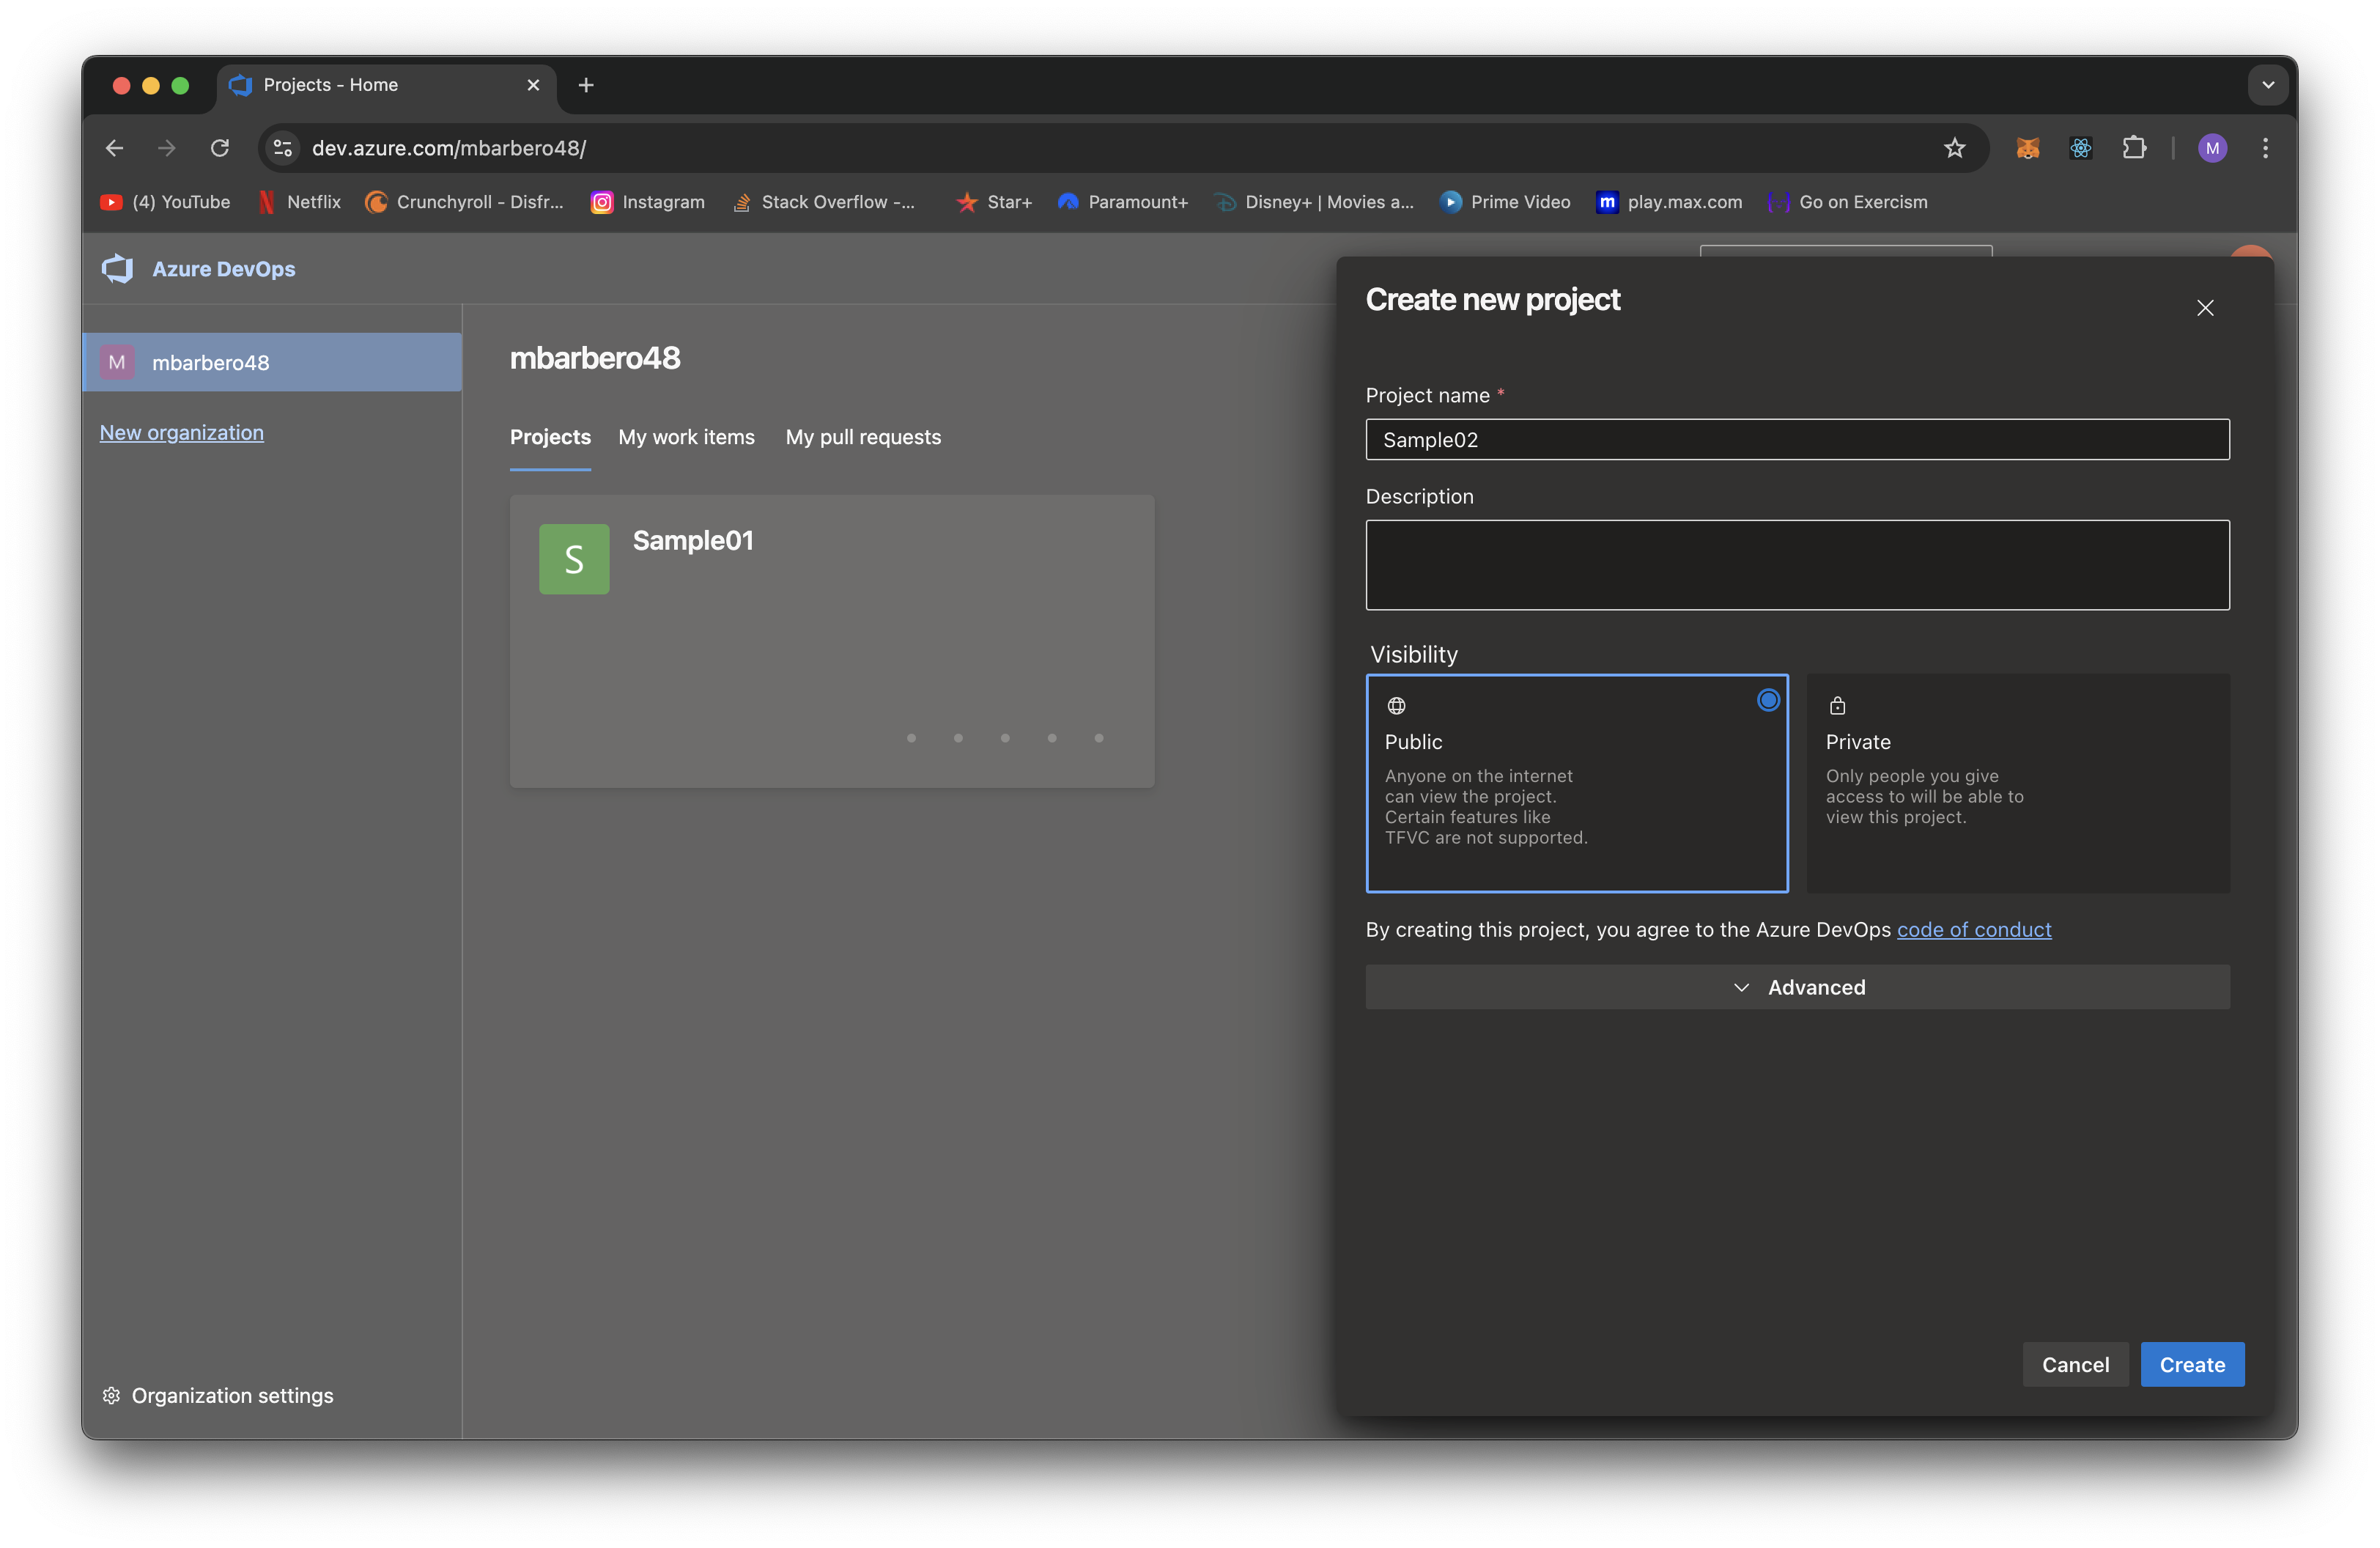 Projects - Home
dev.azure.com/mbarbero48/
M
(4) YouTube
Netflix
Crunchyroll - Disfr...
Instagram
Stack Overflow -...
Star+
Paramount+
Disney+ | Movies a...
Prime Video
m
play.max.com
Go on Exercism
Azure DevOps
M
mbarbero48
New organization
Organization settings
mbarbero48
Projects
My work items
My pull requests
S
Sample01
Create new project
Project name *
Sample02
Description
Visibility
Public
Anyone on the internet
can view the project.
Certain features like
TFVC are not supported.
Private
Only people you give
access to will be able to
view this project.
By creating this project, you agree to the Azure DevOps code of conduct
Advanced
Cancel
Create